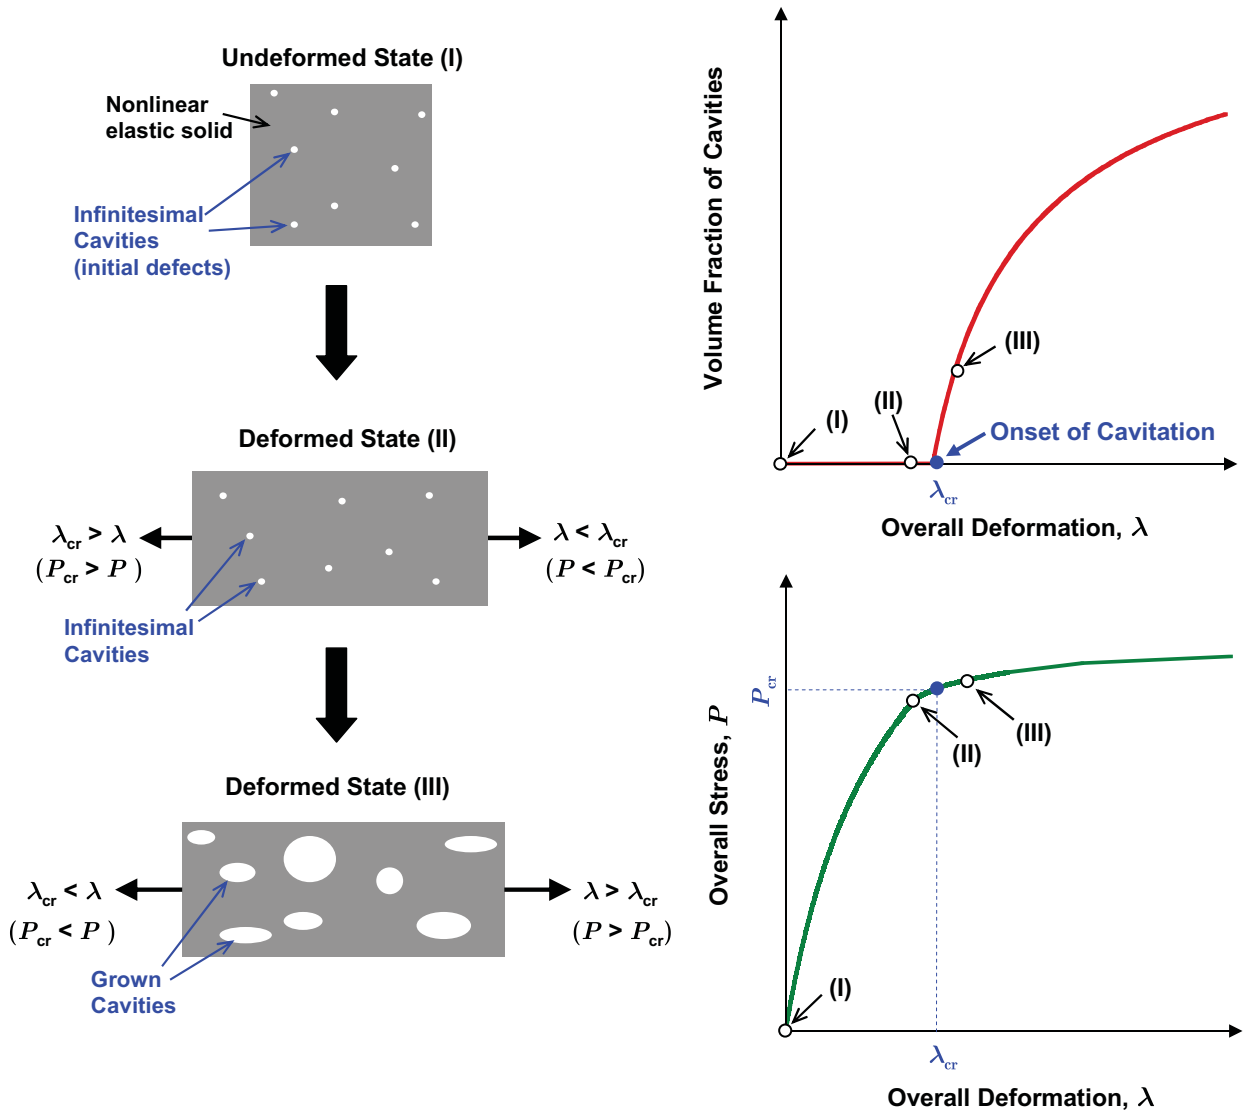 Undeformed State (I)
Nonlinear
elastic solid
Infinitesimal
Cavities
(initial defects)
Deformed State (II)
λcr > λ
(Pcr > P )
λ < λcr
(P < Pcr)
Infinitesimal
Cavities
Deformed State (III)
λcr < λ
(Pcr < P )
λ > λcr
(P > Pcr)
Grown
Cavities
Volume Fraction of Cavities
(I)
(II)
(III)
Onset of Cavitation
λcr
Overall Deformation, λ
Overall Stress, P
Pcr
(I)
(II)
(III)
λcr
Overall Deformation, λ